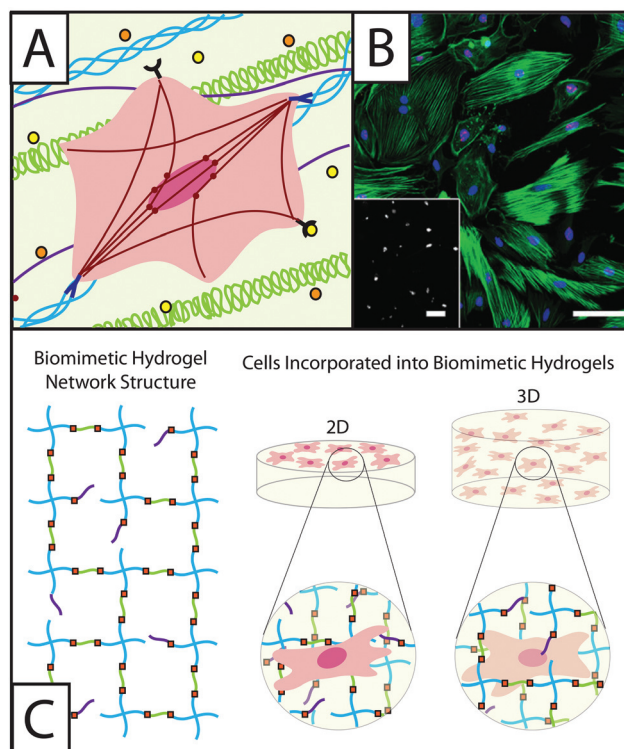 A
B
Biomimetic Hydrogel
Network Structure
Cells Incorporated into Biomimetic Hydrogels
2D
3D
C